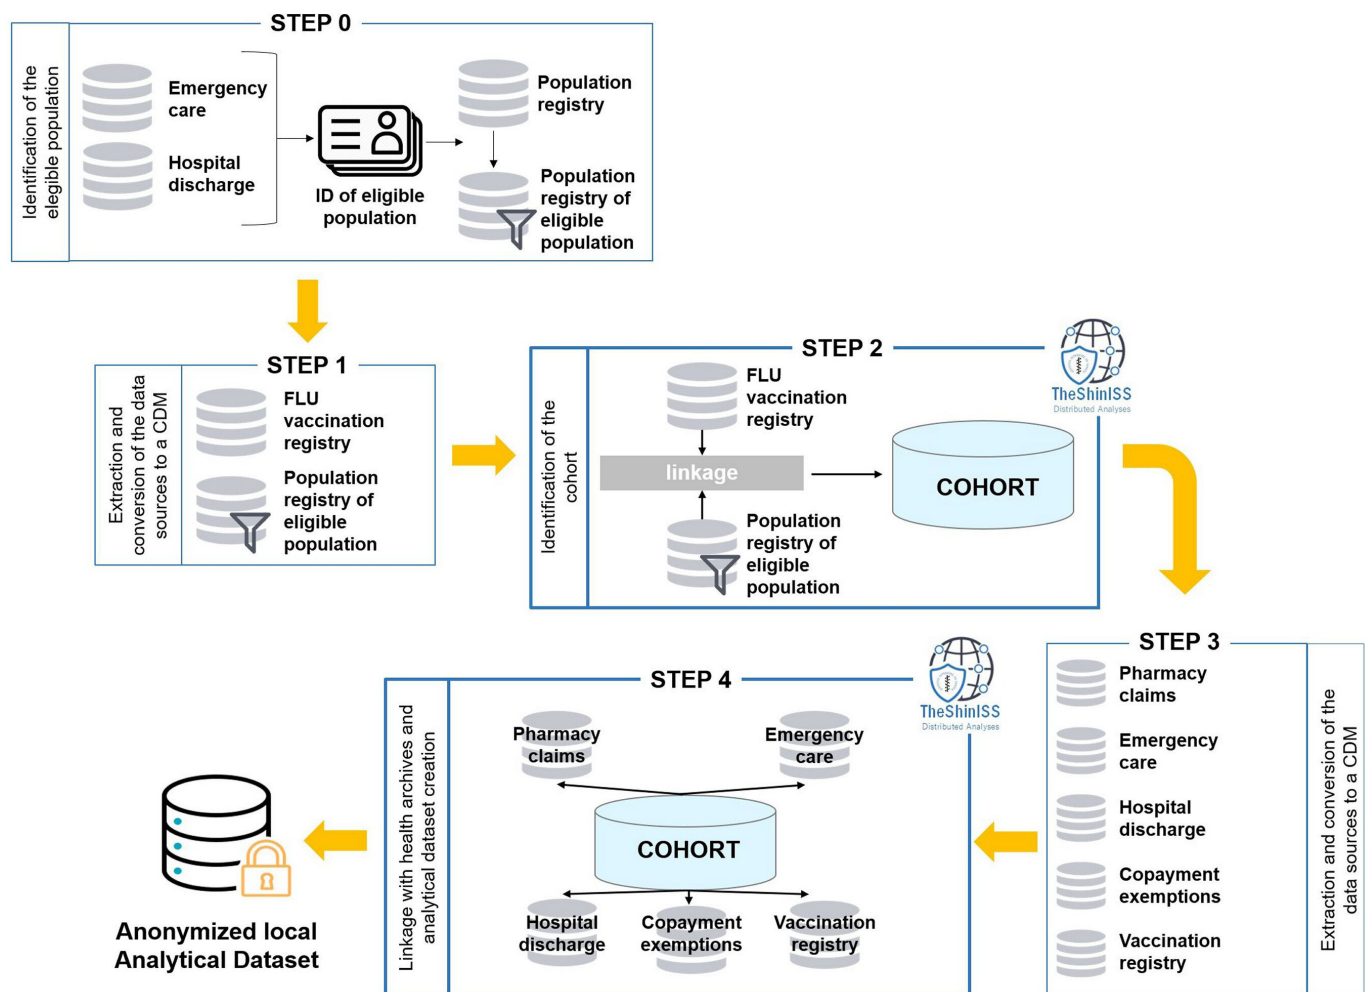 STEP 0
Identification of the
elegible population
Emergency
care
Hospital
discharge
ID of eligible
population
Population
registry
Population
registry of
eligible
population
STEP 1
Extraction and
conversion of the data
sources to a CDM
FLU
vaccination
registry
Population
registry of
eligible
population
STEP 2
TheShinISS
Distributed Analyses
Identification of the
cohort
FLU
vaccination
registry
linkage
COHORT
Population
registry of
eligible
population
STEP 3
Pharmacy
claims
Emergency
care
Hospital
discharge
Copayment
exemptions
Vaccination
registry
Extraction and conversion of the
data sources to a CDM
STEP 4
TheShinISS
Distributed Analyses
Linkage with health archives and
analytical dataset creation
Pharmacy
claims
Emergency
care
COHORT
Hospital
discharge
Copayment
exemptions
Vaccination
registry
Anonymized local
Analytical Dataset